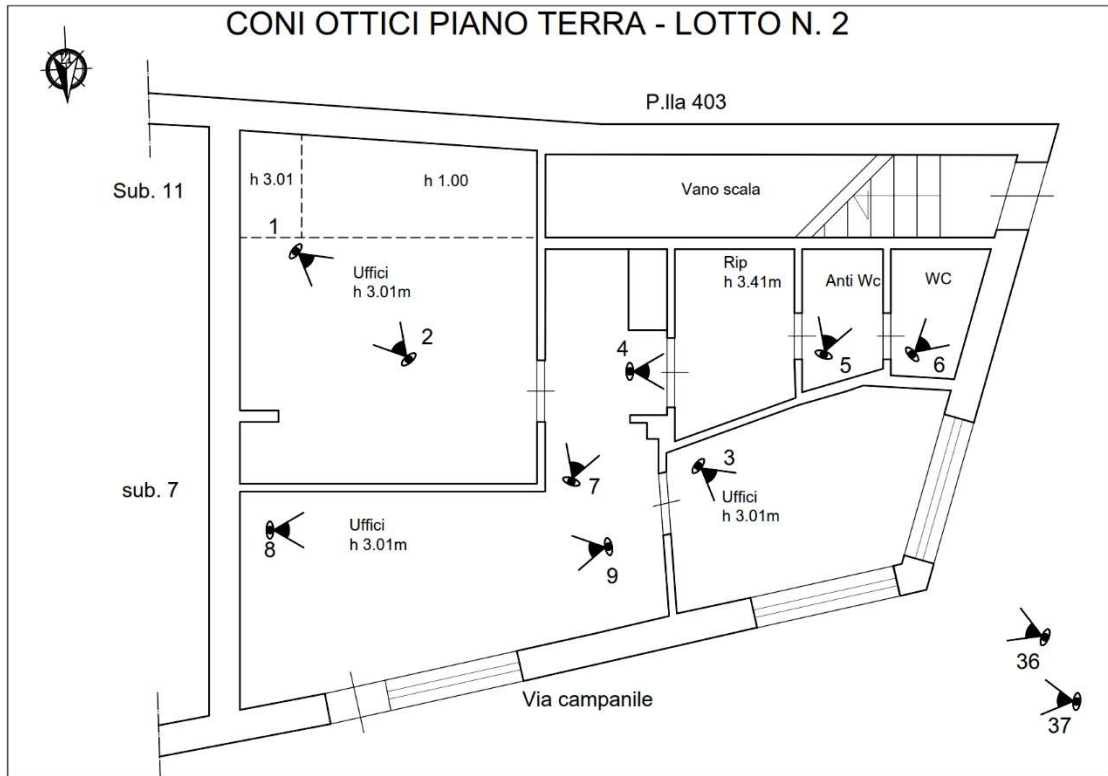 CONI OTTICI PIANO TERRA - LOTTO N. 2
P.lla 403
Sub. 11
h 3.01
h 1.00
Vano scala
1
Uffici
h 3.01m
2
Rip
h 3.41m
Anti Wc
WC
4
5
6
3
Uffici
h 3.01m
7
sub. 7
8
Uffici
h 3.01m
9
36
37
Via campanile